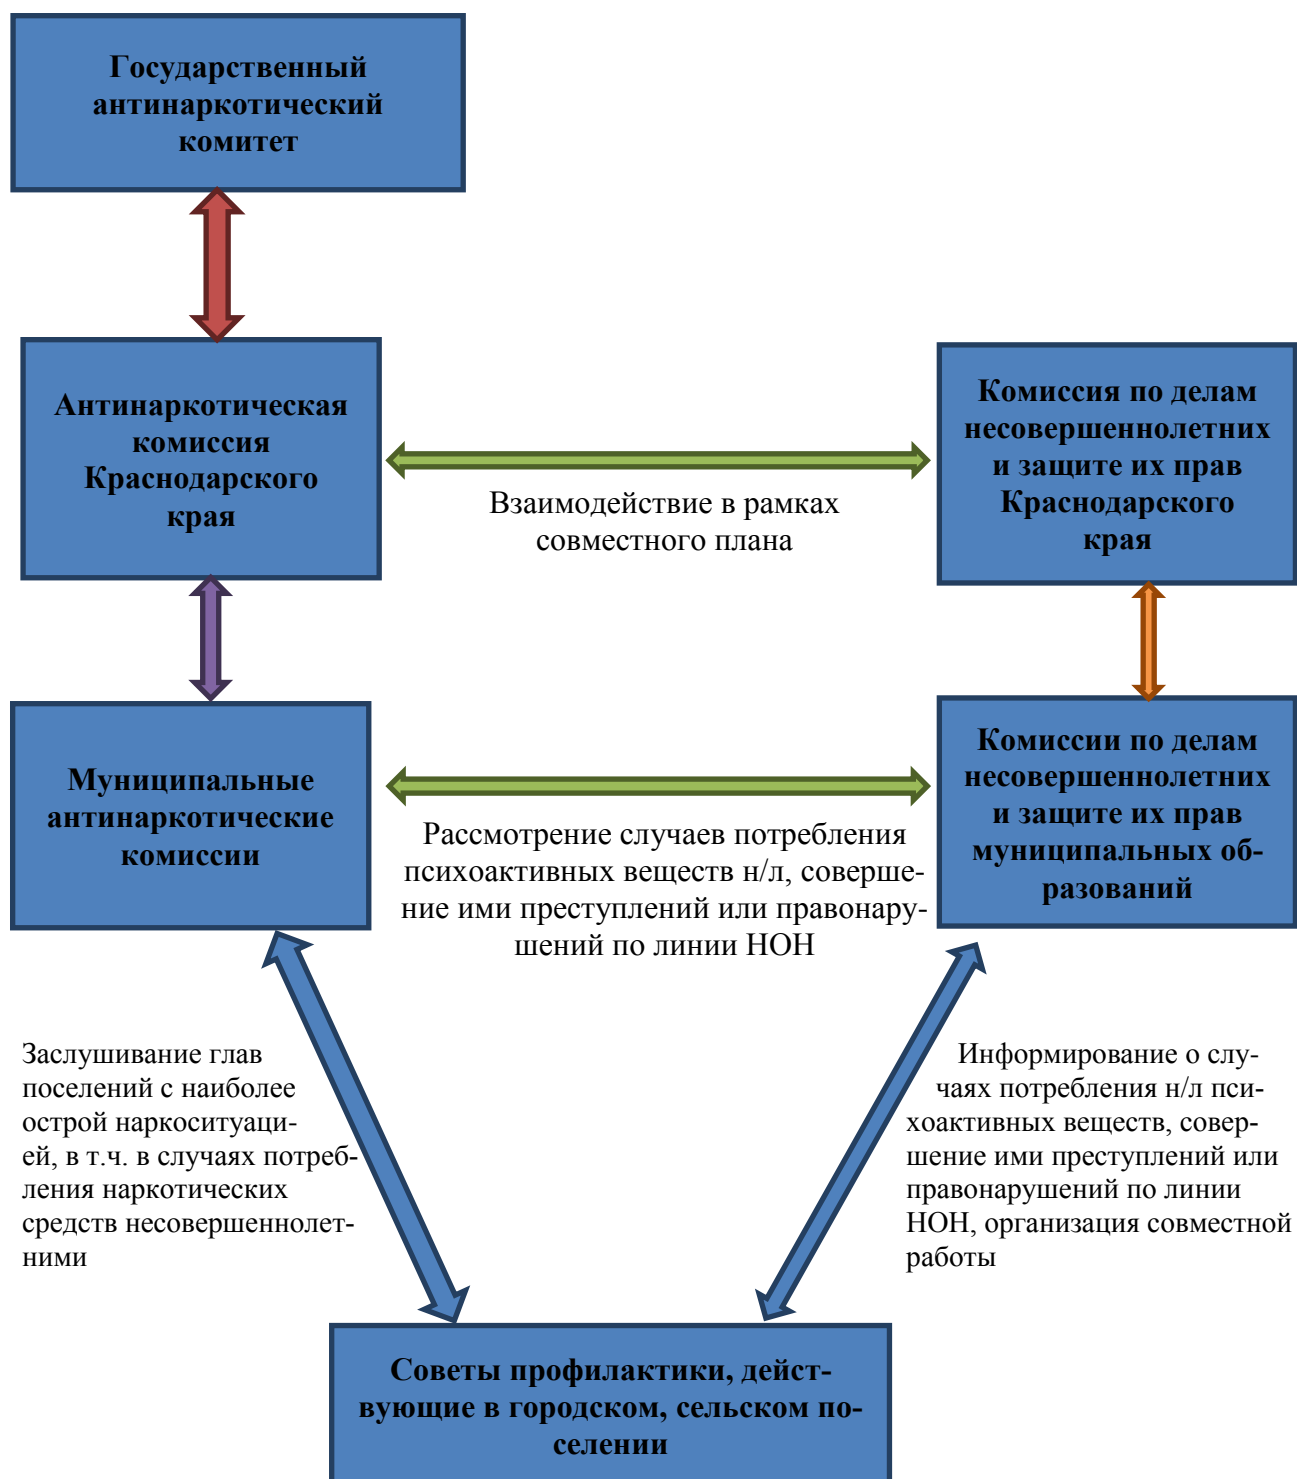 Государственный
антинаркотический
комитет
Антинаркотическая
комиссия
Краснодарского
края
Комиссия по делам
несовершеннолетних
и защите их прав
Краснодарского
края
Взаимодействие в рамках
совместного плана
Муниципальные
антинаркотические
комиссии
Комиссии по делам
несовершеннолетних
и защите их прав
муниципальных об-
разований
Рассмотрение случаев потребления
психоактивных веществ н/л, соверше-
ние ими преступлений или правонару-
шений по линии НОН
Заслушивание глав
поселений с наиболее
острой наркоситуаци-
ей, в т.ч. в случаях потреб-
ления наркотических
средств несовершеннолет-
ними
Информирование о слу-
чаях потребления н/л пси-
хоактивных веществ, совер-
шение ими преступлений или
правонарушений по линии
НОН, организация совместной
работы
Советы профилактики, дейст-
вующие в городском, сельском по-
селении